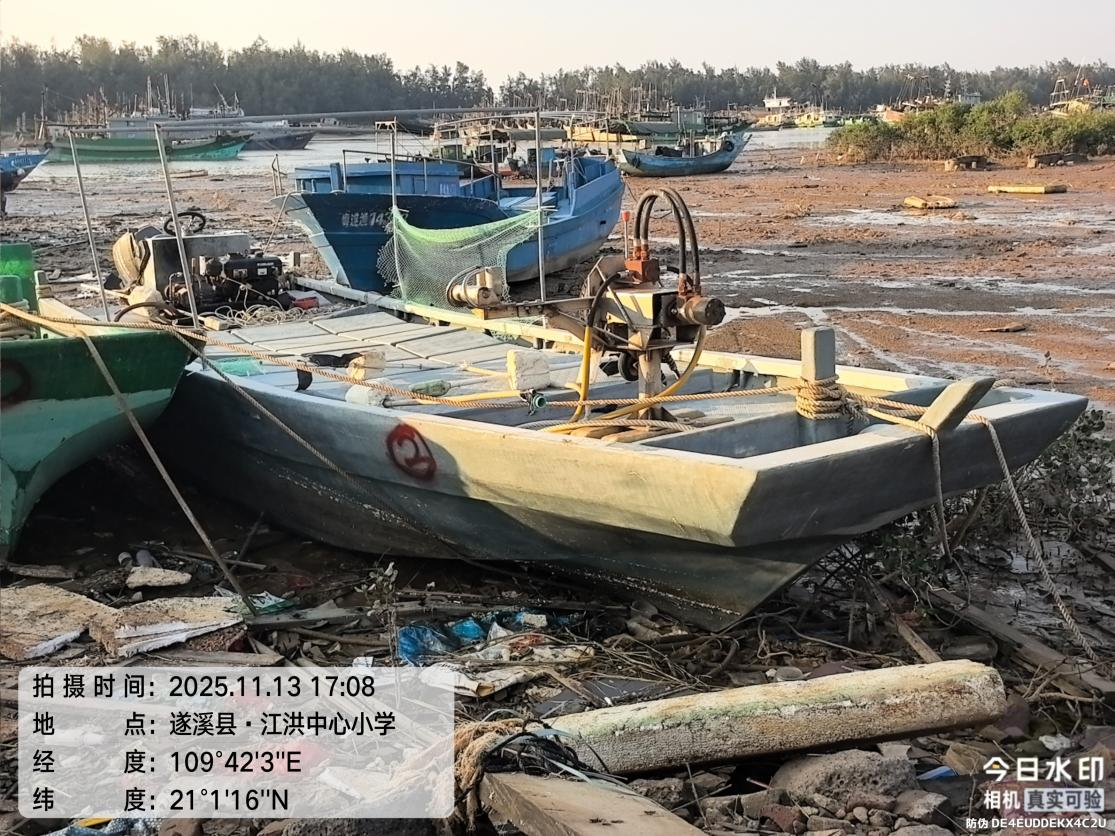 拍摄时间：2025.11.13 17:08
地点：遂溪县·江洪中心小学
经度：109°42'3"E
纬度：21°1'16"N
今日水印
相机 真实可验
防伪 DE4EUDDEKX4C2U
②